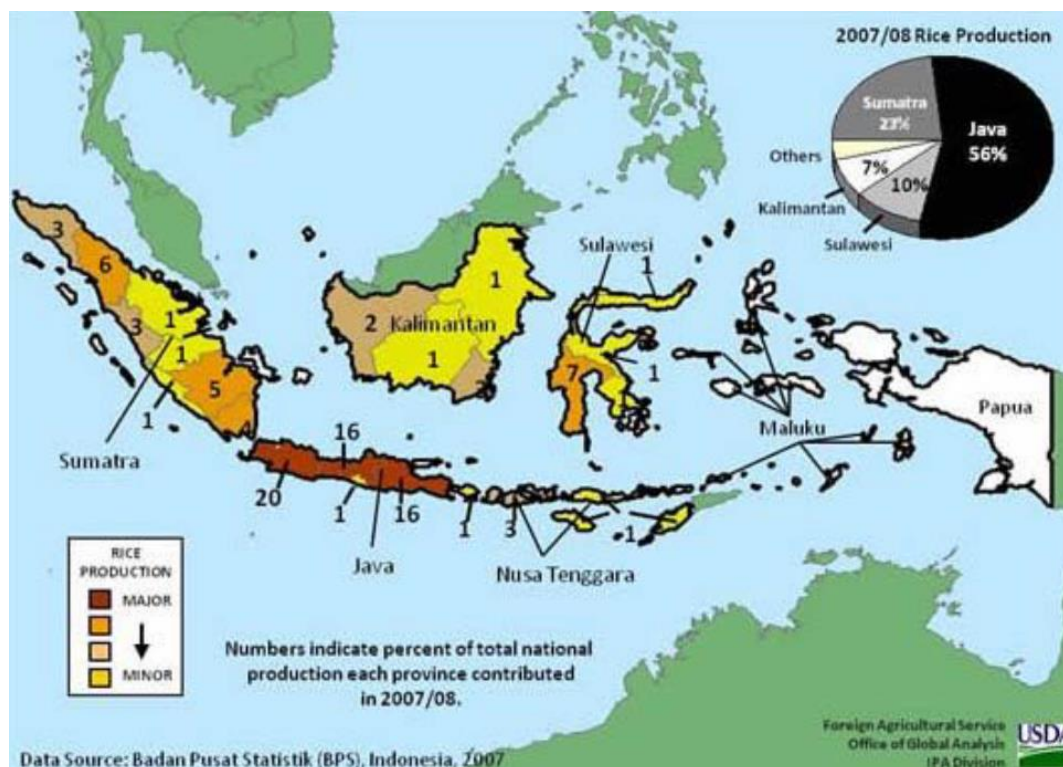 2007/08 Rice Production
Sumatra
23%
Java
56%
Others
7%
10%
Kalimantan
Sulawesi
Sulawesi
1
3
6
1
3
1
5
1
4
Sumatra
1
2
Kalimantan
1
3
7
1
Maluku
Papua
16
20
1
16
1
3
1
Java
Nusa Tenggara
RICE
PRODUCTION
MAJOR
MINOR
Numbers indicate percent of total national
production each province contributed
in 2007/08.
Foreign Agricultural Service
Office of Global Analysis
IPA Division
USDA
Data Source: Badan Pusat Statistik (BPS), Indonesia, 2007